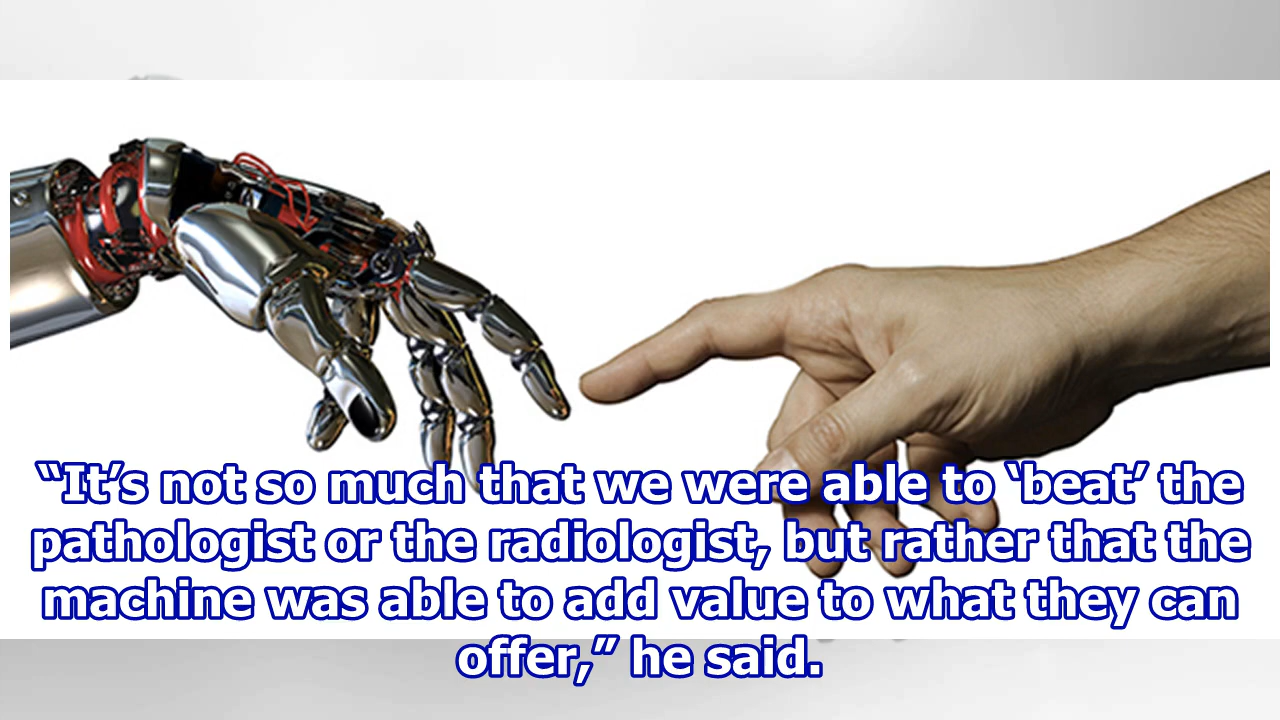 “It’s not so much that we were able to ‘beat’ the
pathologist or the radiologist, but rather that the
machine was able to add value to what they can
offer,” he said.